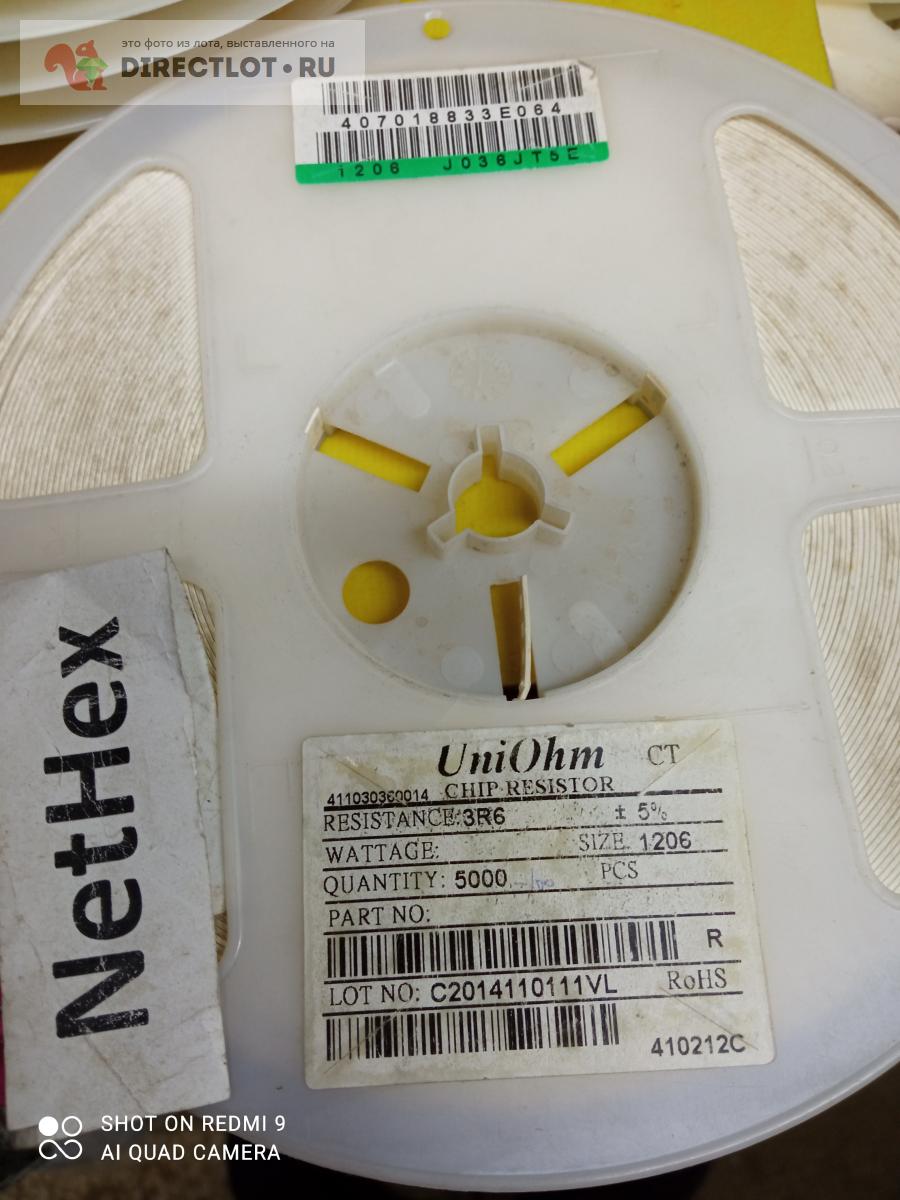 это фото из лота, выставленного на
DIRECTLOT•RU
407018833E064
1206 J036JT5E
NetHex
UniOhm CT
411030360014 CHIP RESISTOR
RESISTANCE: 3R6 ± 5%
WATTAGE: SIZE 1206
QUANTITY: 5000 PCS
PART NO:
R
LOT NO: C2014110111VL RoHS
410212C
SHOT ON REDMI 9
AI QUAD CAMERA